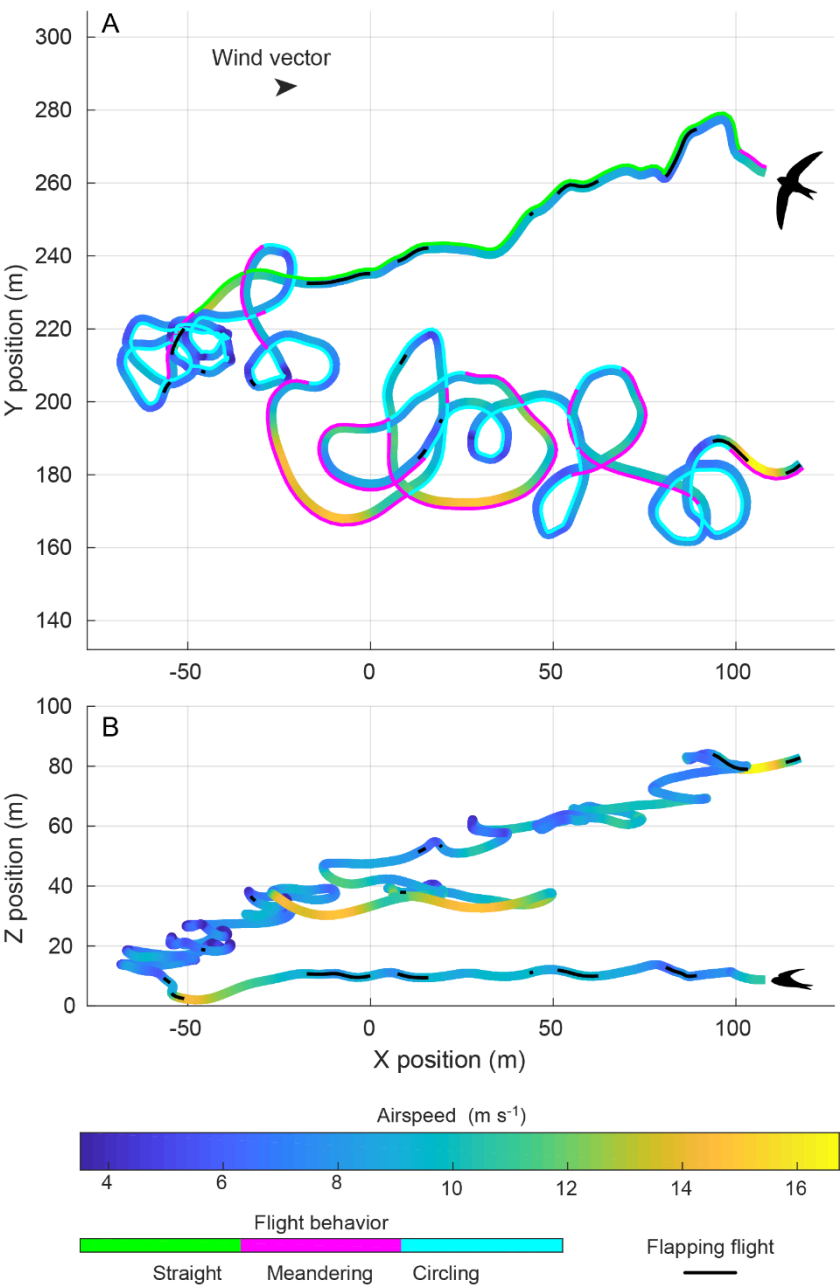 A
Wind vector
300
280
260
240
220
200
180
160
140
Y position (m)
-50 0 50 100
B
100
80
60
40
20
0
Z position (m)
-50 0 50 100
X position (m)
Airspeed (m s-1)
4 6 8 10 12 14 16
Flight behavior
Straight Meandering Circling
Flapping flight